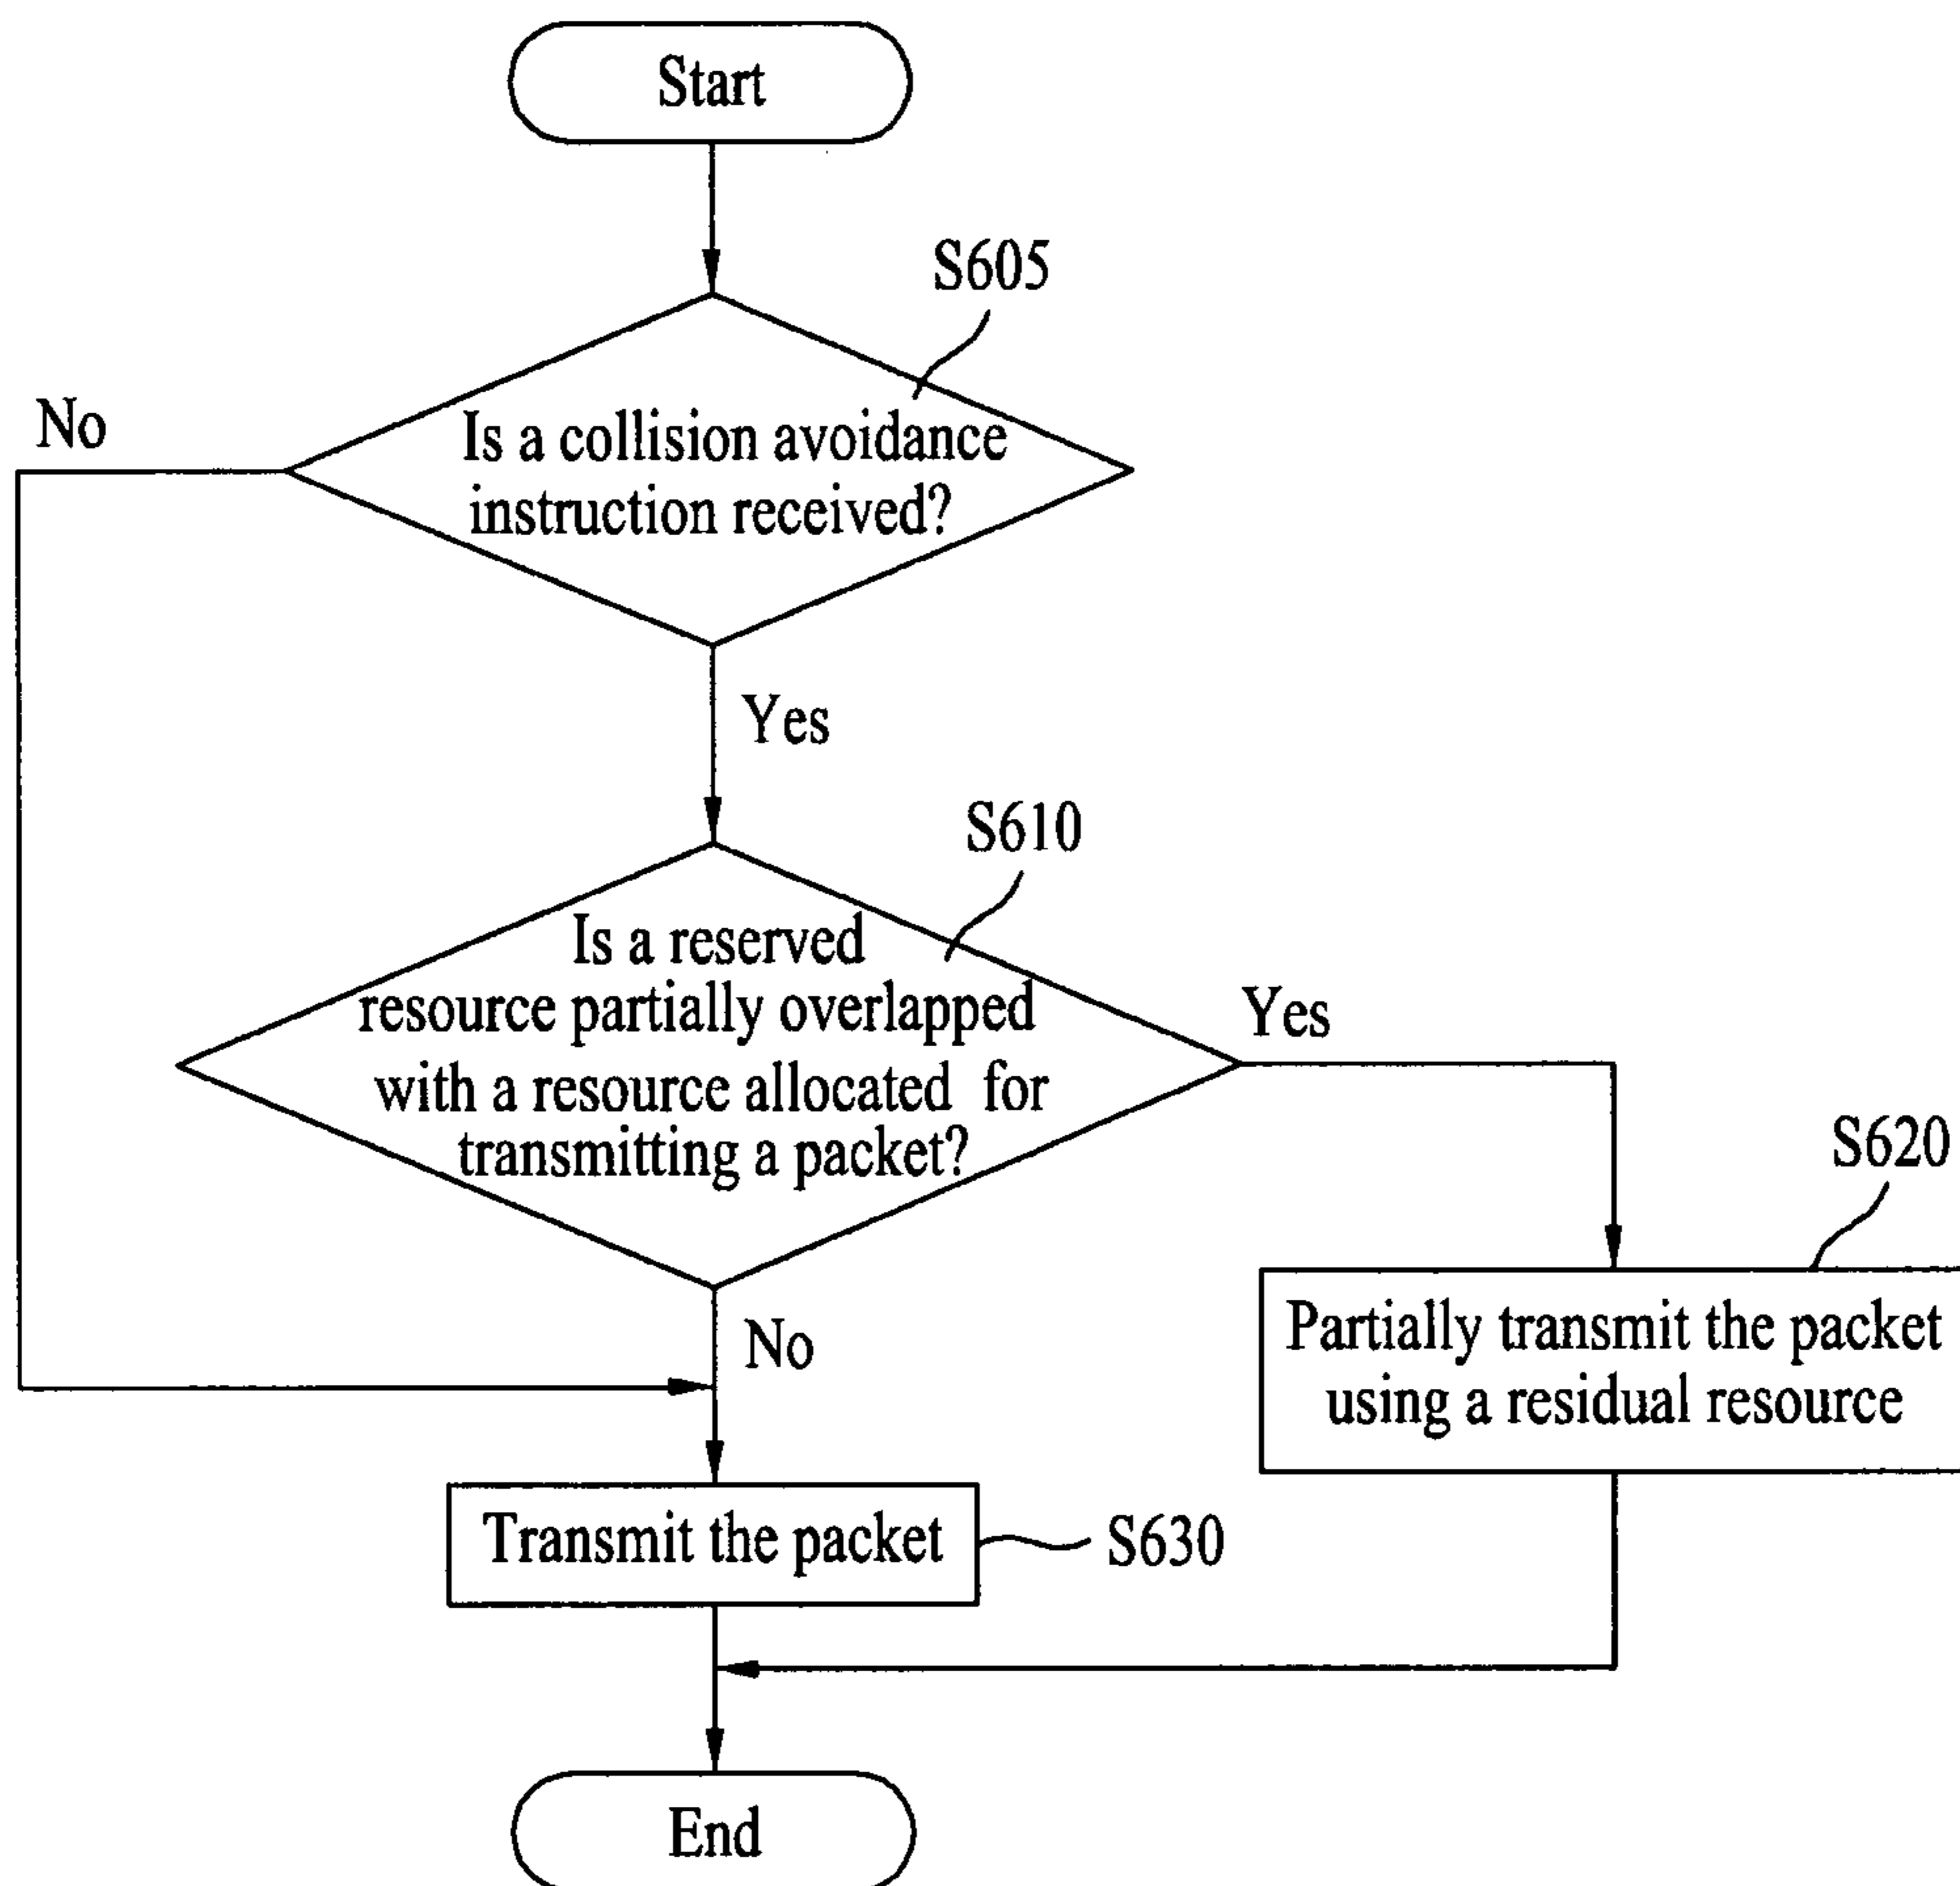 Start
S605
No
Is a collision avoidance
instruction received?
Yes
S610
Is a reserved
resource partially overlapped
with a resource allocated for
transmitting a packet?
Yes
S620
No
Partially transmit the packet
using a residual resource
Transmit the packet
S630
End